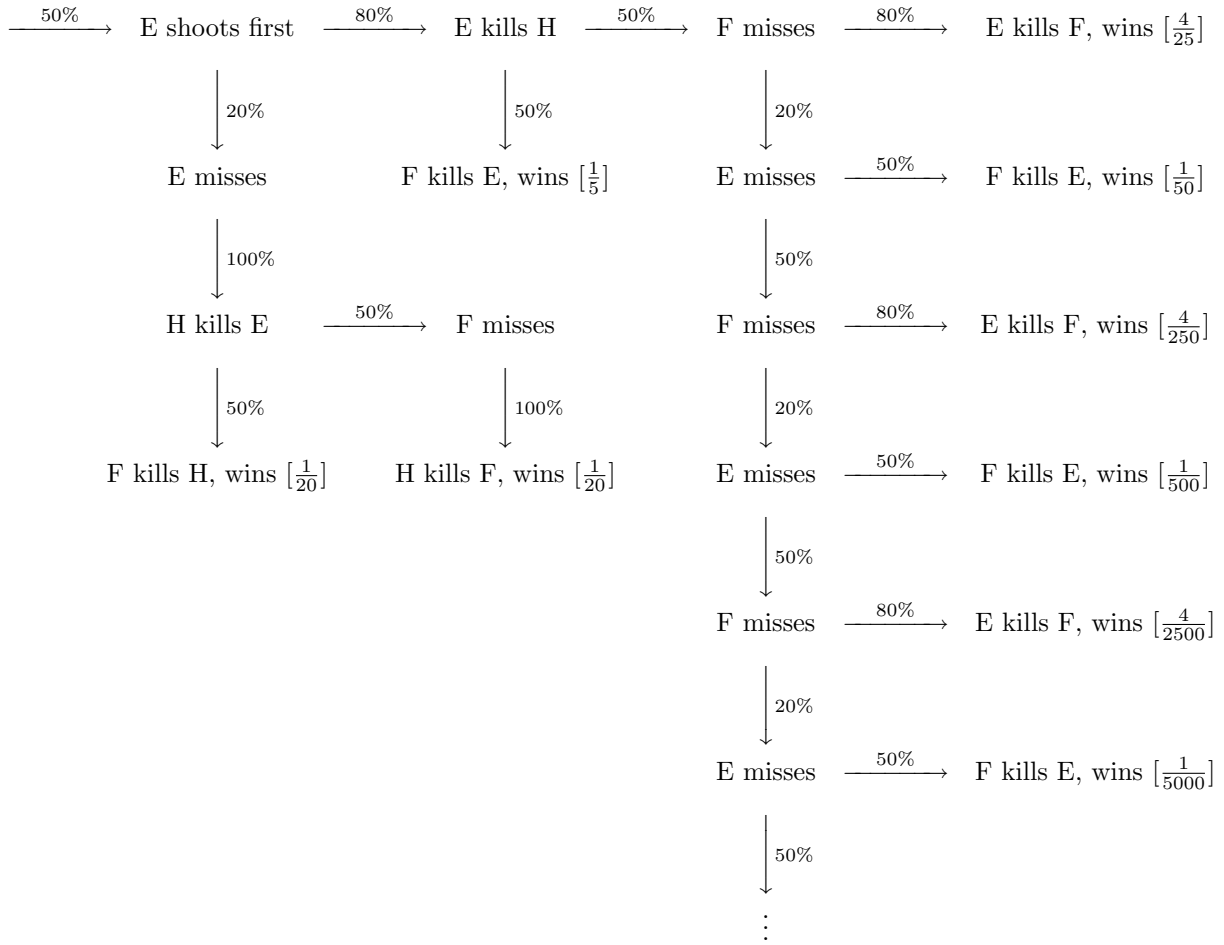 50% E shoots first 80% E kills H 50% F misses 80% E kills F, wins [4/25]
20% 50% 20%
E misses F kills E, wins [1/5] E misses 50% F kills E, wins [1/50]
100% 50%
H kills E 50% F misses F misses 80% E kills F, wins [4/250]
50% 100% 20%
F kills H, wins [1/20] H kills F, wins [1/20] E misses 50% F kills E, wins [1/500]
50%
F misses 80% E kills F, wins [4/2500]
20%
E misses 50% F kills E, wins [1/5000]
50%
⋮